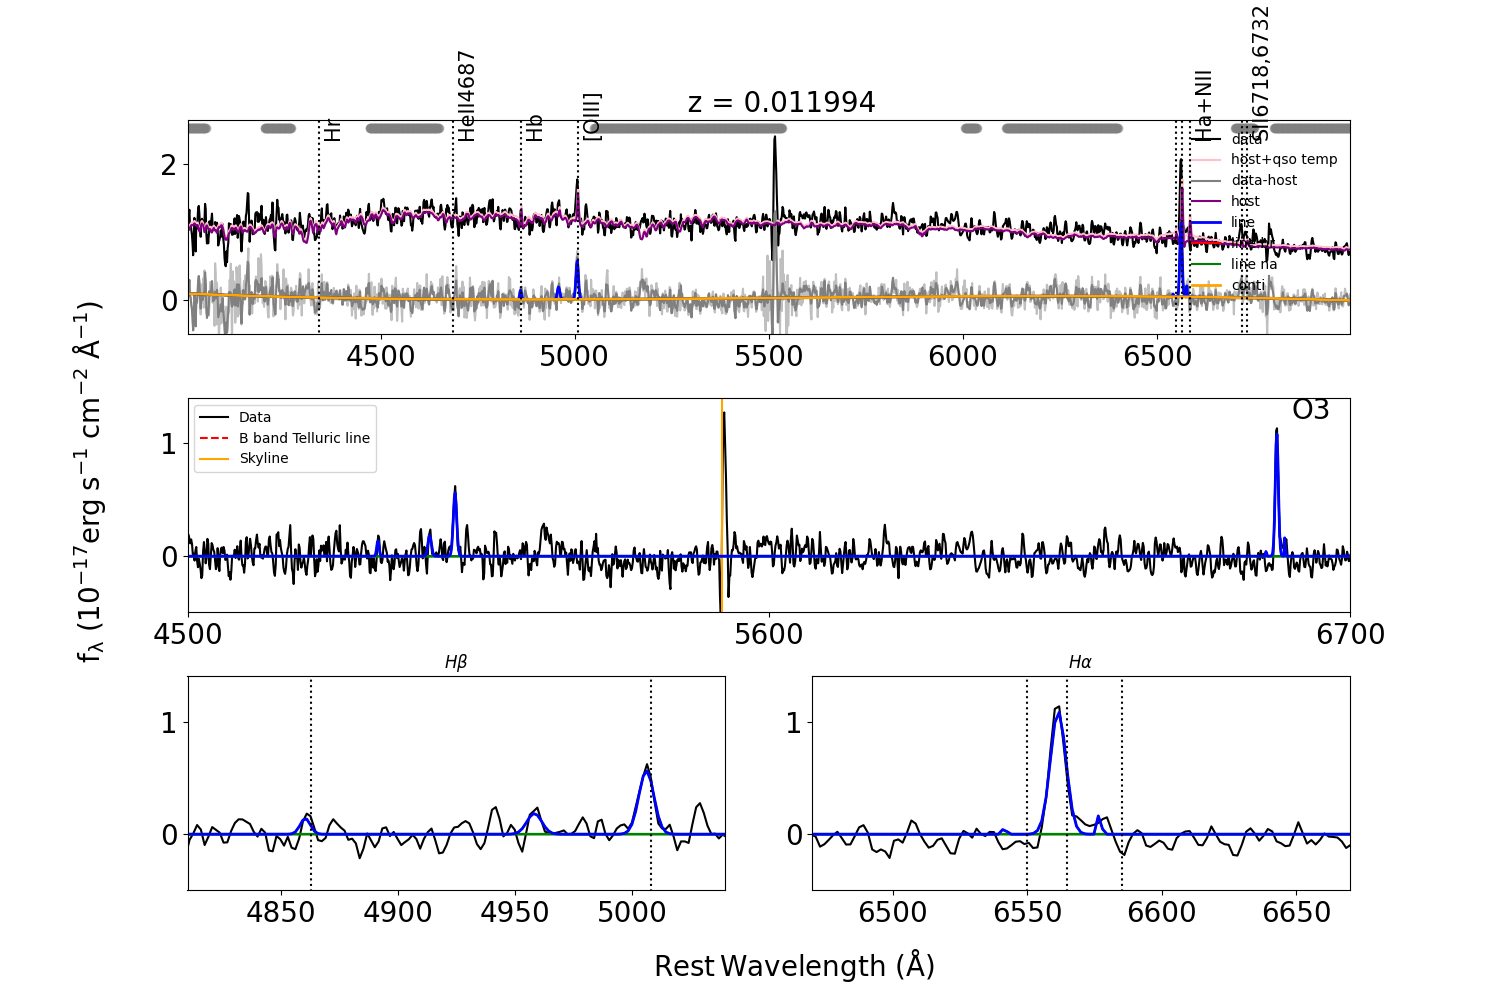 z = 0.011994
Hr
HeII4687
Hb
[OIII]
Ha+NII
SII6718,6732
data
host+qso temp
data-host
host
line
line na
conti
2
0
4500
5000
5500
6000
6500
fλ (10⁻¹⁷erg s⁻¹ cm⁻² Å⁻¹)
Data
B band Telluric line
Skyline
O3
1
0
4500
5600
6700
Hβ
1
0
4850
4900
4950
5000
Hα
1
0
6500
6550
6600
6650
Rest Wavelength (Å)